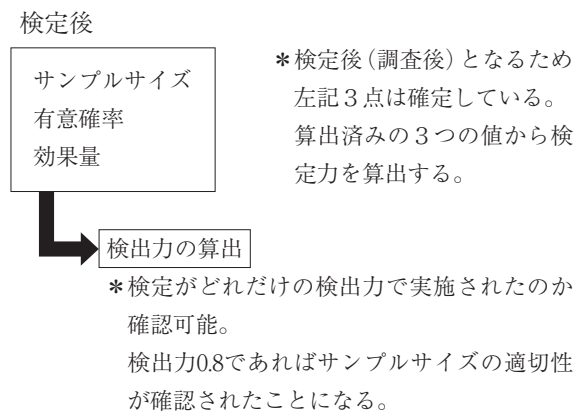 検定後
サンプルサイズ
有意確率
効果量
＊検定後（調査後）となるため
左記３点は確定している。
算出済みの３つの値から検
定力を算出する。
検出力の算出
＊検定がどれだけの検出力で実施されたのか
確認可能。
検出力0.8であればサンプルサイズの適切性
が確認されたことになる。